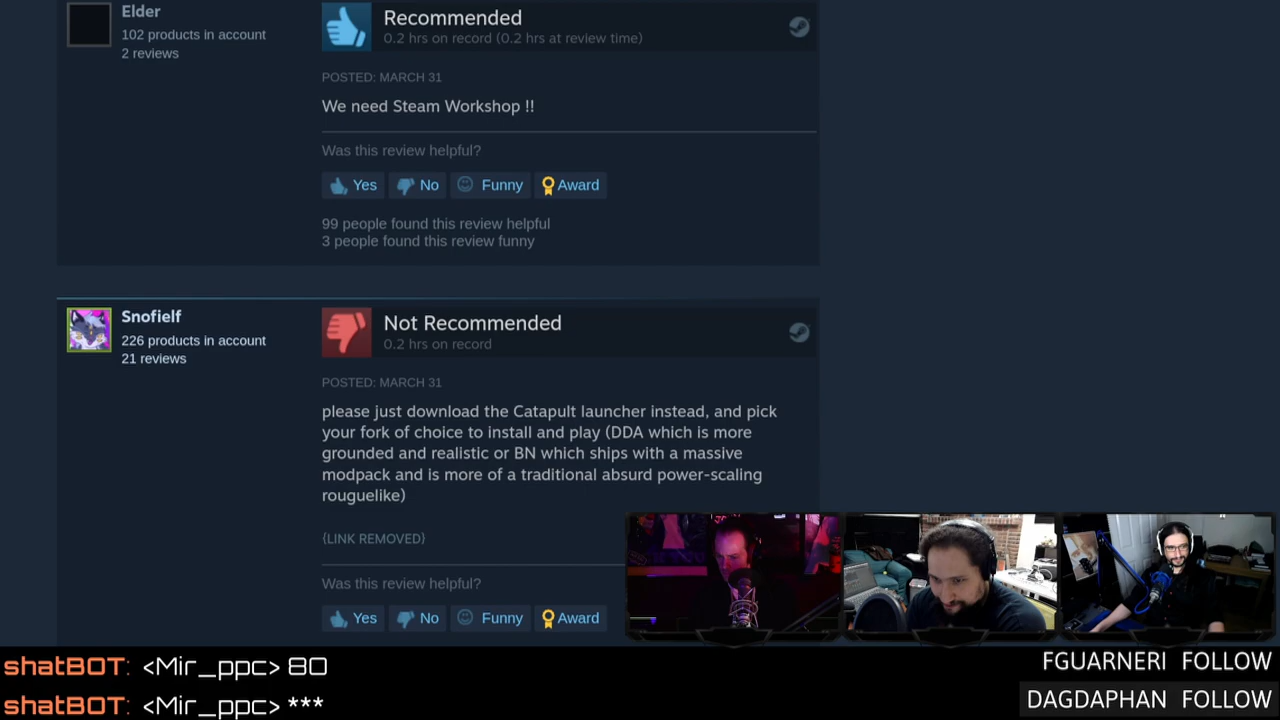 Elder
102 products in account
2 reviews
Recommended
0.2 hrs on record (0.2 hrs at review time)
POSTED: MARCH 31
We need Steam Workshop !!
Was this review helpful?
Yes
No
Funny
Award
99 people found this review helpful
3 people found this review funny
Snofielf
226 products in account
21 reviews
Not Recommended
0.2 hrs on record
POSTED: MARCH 31
please just download the Catapult launcher instead, and pick
your fork of choice to install and play (DDA which is more
grounded and realistic or BN which ships with a massive
modpack and is more of a traditional absurd power-scaling
rouguelike)
{LINK REMOVED}
Was this review helpful?
Yes
No
Funny
Award
shatBOT: <Mir_ppc> 80
shatBOT: <Mir_ppc> ***
FGUARNERI FOLLOW
DAGDAPHAN FOLLOW